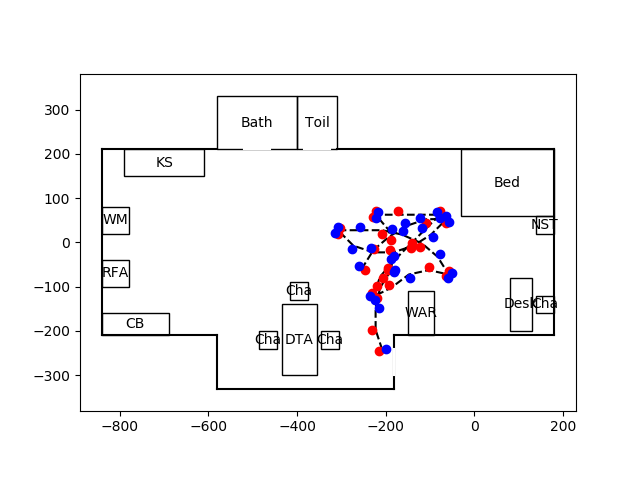 300
200
100
0
−100
−200
−300
−800
−600
−400
−200
0
200
Bath
Toil
KS
Bed
WM
NST
RFA
Cha
WAR
Desk
Cha
CB
Cha
DTA
Cha